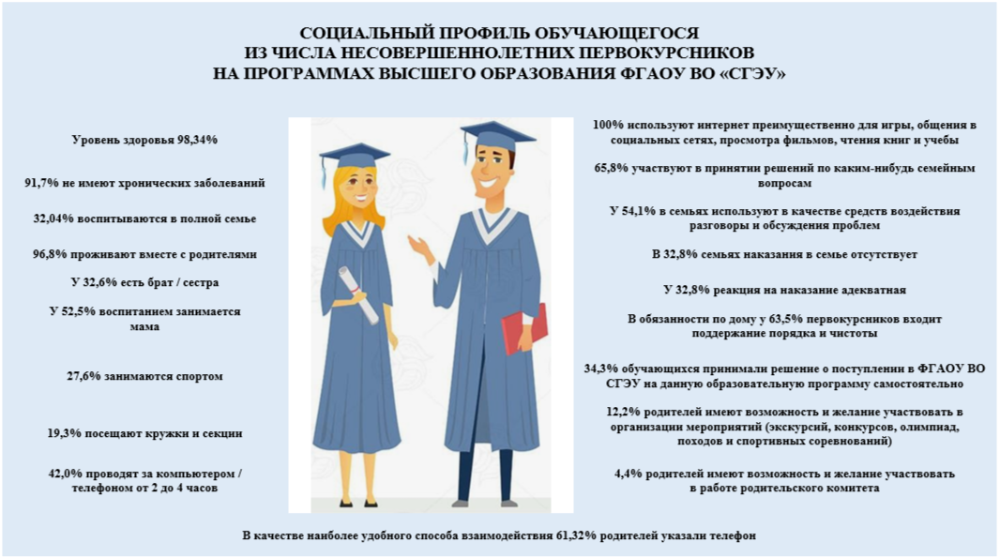 СОЦИАЛЬНЫЙ ПРОФИЛЬ ОБУЧАЮЩЕГОСЯ
ИЗ ЧИСЛА НЕСОВЕРШЕННОЛЕТНИХ ПЕРВОКУРСНИКОВ
НА ПРОГРАММАХ ВЫСШЕГО ОБРАЗОВАНИЯ ФГАОУ ВО «СГЭУ»
Уровень здоровья 98,34%
91,7% не имеют хронических заболеваний
32,04% воспитываются в полной семье
96,8% проживают вместе с родителями
У 32,6% есть брат / сестра
У 52,5% воспитанием занимается
мама
27,6% занимаются спортом
19,3% посещают кружки и секции
42,0% проводят за компьютером /
телефоном от 2 до 4 часов
100% используют интернет преимущественно для игры, общения в
социальных сетях, просмотра фильмов, чтения книг и учебы
65,8% участвуют в принятии решений по каким-нибудь семейным
вопросам
У 54,1% в семьях используют в качестве средств воздействия
разговоры и обсуждения проблем
В 32,8% семьях наказания в семье отсутствует
У 32,8% реакция на наказание адекватная
В обязанности по дому у 63,5% первокурсников входит
поддержание порядка и чистоты
34,3% обучающихся принимали решение о поступлении в ФГАОУ ВО
СГЭУ на данную образовательную программу самостоятельно
12,2% родителей имеют возможность и желание участвовать в
организации мероприятий (экскурсий, конкурсов, олимпиад,
походов и спортивных соревнований)
4,4% родителей имеют возможность и желание участвовать
в работе родительского комитета
В качестве наиболее удобного способа взаимодействия 61,32% родителей указали телефон